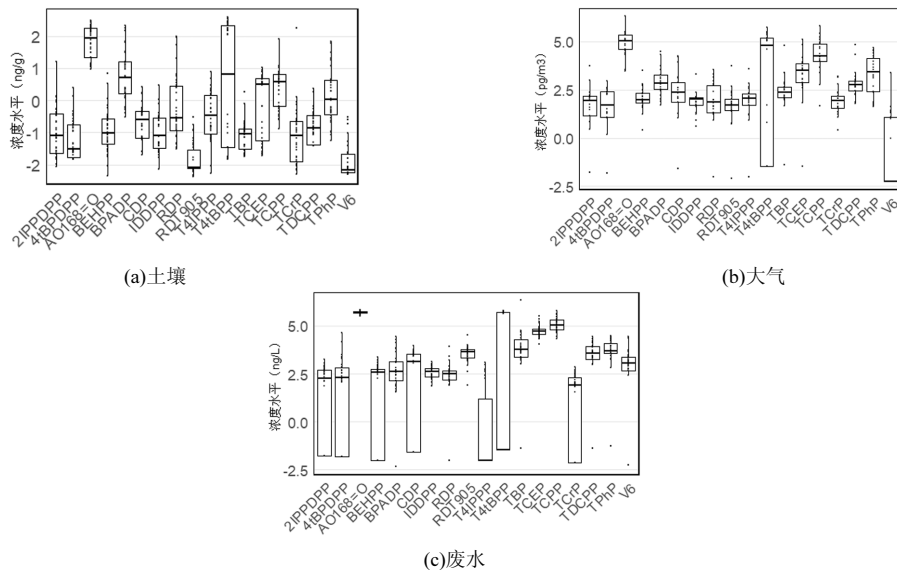 浓度水平（ng/g）
2
1
0
-1
-2
2IPPDPP
4tBPDPP
AO168=O
BEHPP
BPADP
CDP
IDDPP
RDP
RDT905
T4IPPP
T4tBPP
TBP
TCEP
TCPP
TCrP
TDCPP
TPhP
V6
(a)土壤
浓度水平（pg/m3）
5.0
2.5
0.0
-2.5
2IPPDPP
4tBPDPP
AO168=O
BEHPP
BPADP
CDP
IDDPP
RDP
RDT905
T4IPPP
T4tBPP
TBP
TCEP
TCPP
TCrP
TDCPP
TPhP
V6
(b)大气
浓度水平（ng/L）
5.0
2.5
0.0
-2.5
2IPPDPP
4tBPDPP
AO168=O
BEHPP
BPADP
CDP
IDDPP
RDP
RDT905
T4IPPP
T4tBPP
TBP
TCEP
TCPP
TCrP
TDCPP
TPhP
V6
(c)废水